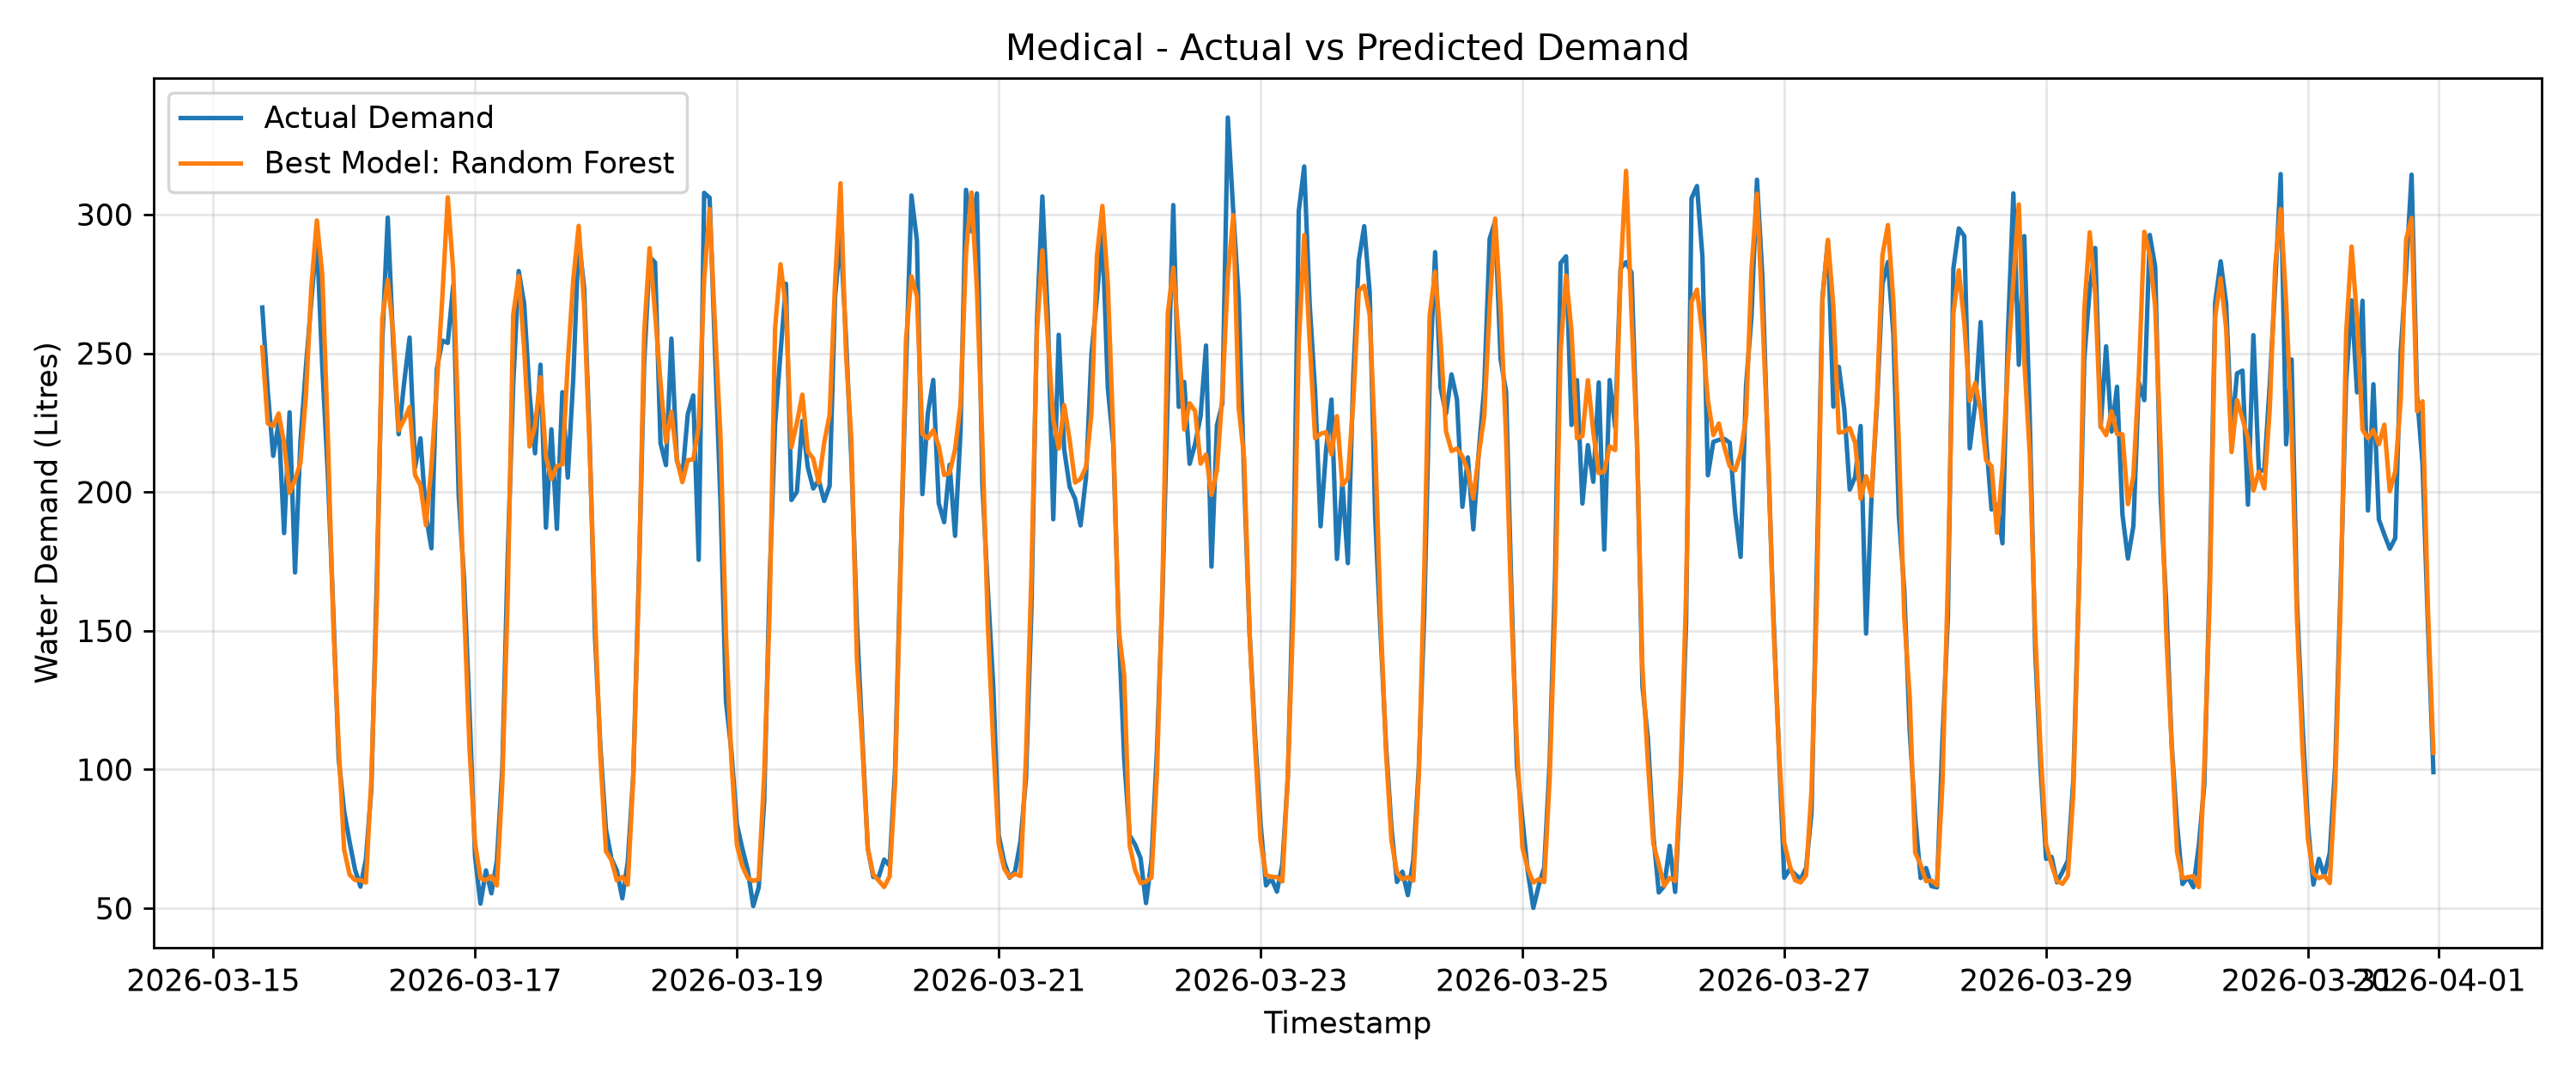 Medical - Actual vs Predicted Demand
Actual Demand
Best Model: Random Forest
Water Demand (Litres)
300
250
200
150
100
50
2026-03-15 2026-03-17 2026-03-19 2026-03-21 2026-03-23 2026-03-25 2026-03-27 2026-03-29 2026-03-31 2026-04-01
Timestamp